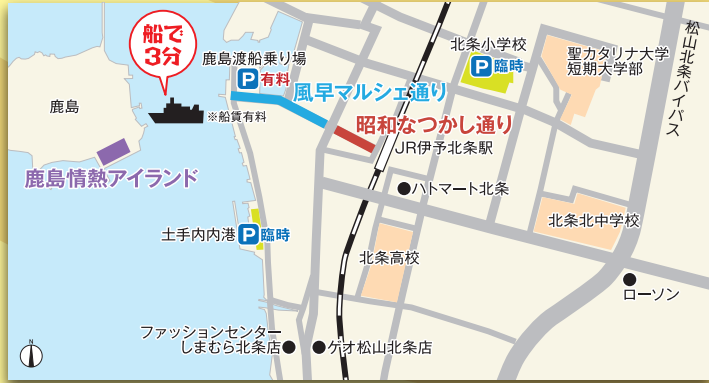 船で
3分
鹿島渡船乗り場
P有料
鹿島
※船賃有料
風早マルシェ通り
昭和なつかし通り
JR伊予北条駅
北条小学校
P臨時
聖カタリナ大学
短期大学部
松山北条バイパス
鹿島情熱アイランド
ハトマート北条
土手内内港
P臨時
北条高校
北条北中学校
ローソン
ファッションセンター
しまむら北条店
ゲオ松山北条店
N